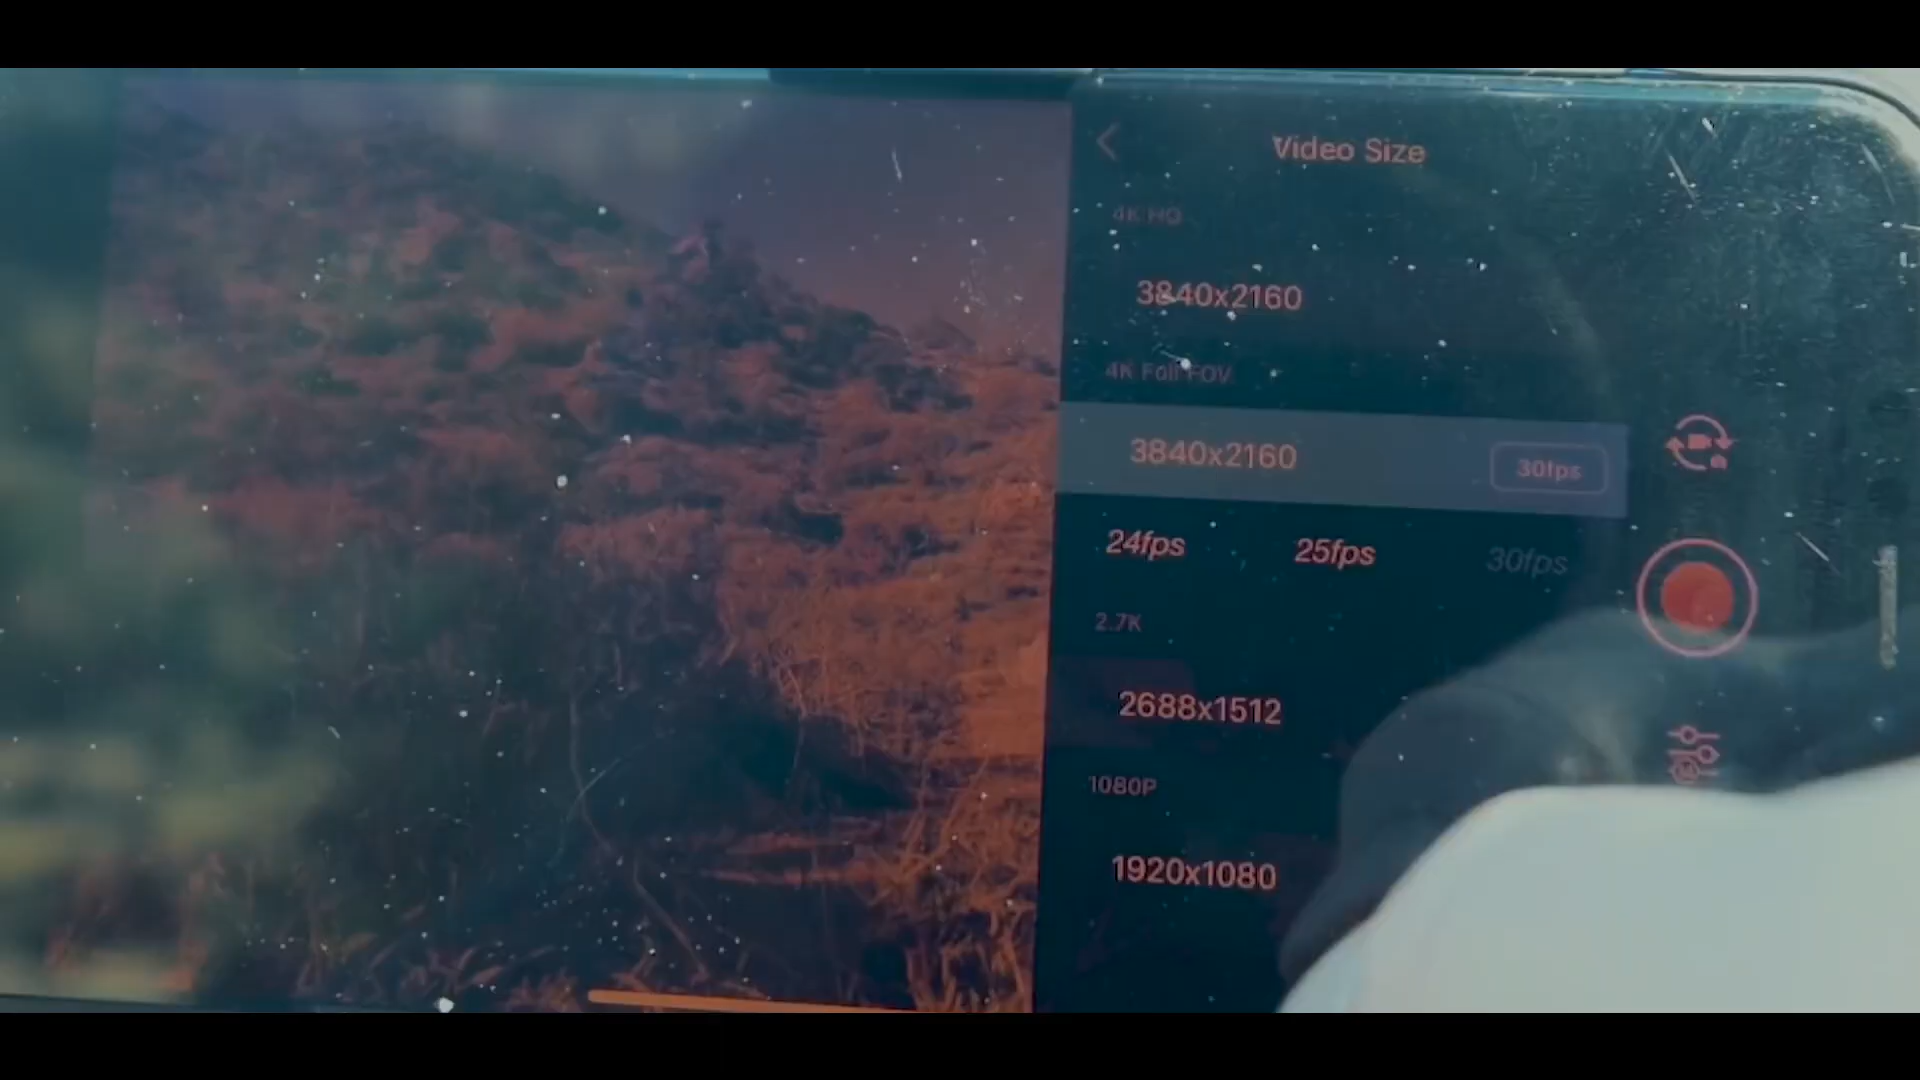 Video Size
4K HQ
3840x2160
4K Full FOV
3840x2160 30fps
24fps 25fps 30fps
2.7K
2688x1512
1080P
1920x1080